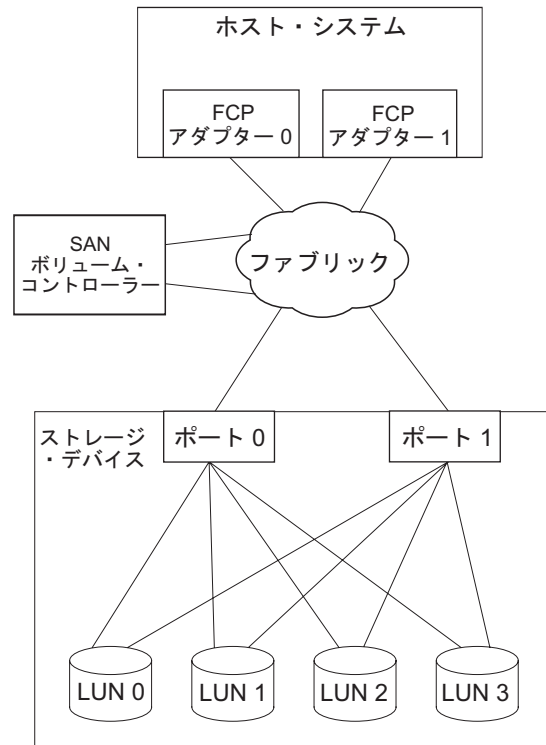 ホスト・システム
FCP
アダプター 0
FCP
アダプター 1
SAN
ボリューム・
コントローラー
ファブリック
ストレージ
・デバイス
ポート 0
ポート 1
LUN 0
LUN 1
LUN 2
LUN 3